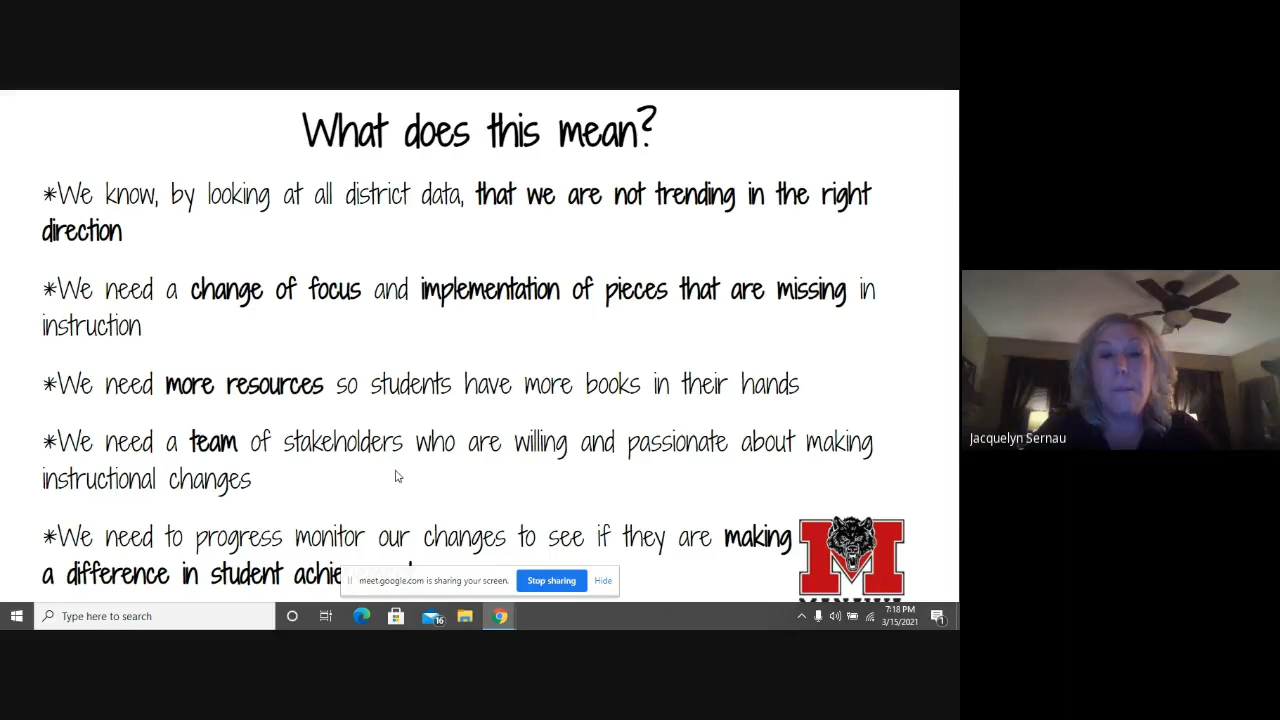 What does this mean?
*We know, by looking at all district data, that we are not trending in the right
direction
*We need a change of focus and implementation of pieces that are missing in
instruction
*We need more resources so students have more books in their hands
*We need a team of stakeholders who are willing and passionate about making
instructional changes
*We need to progress monitor our changes to see if they are making
a difference in student
M
meet.google.com is sharing your screen.
Stop sharing
Hide
Jacquelyn Sernau
Type here to search
16
7:18 PM
3/15/2021
1